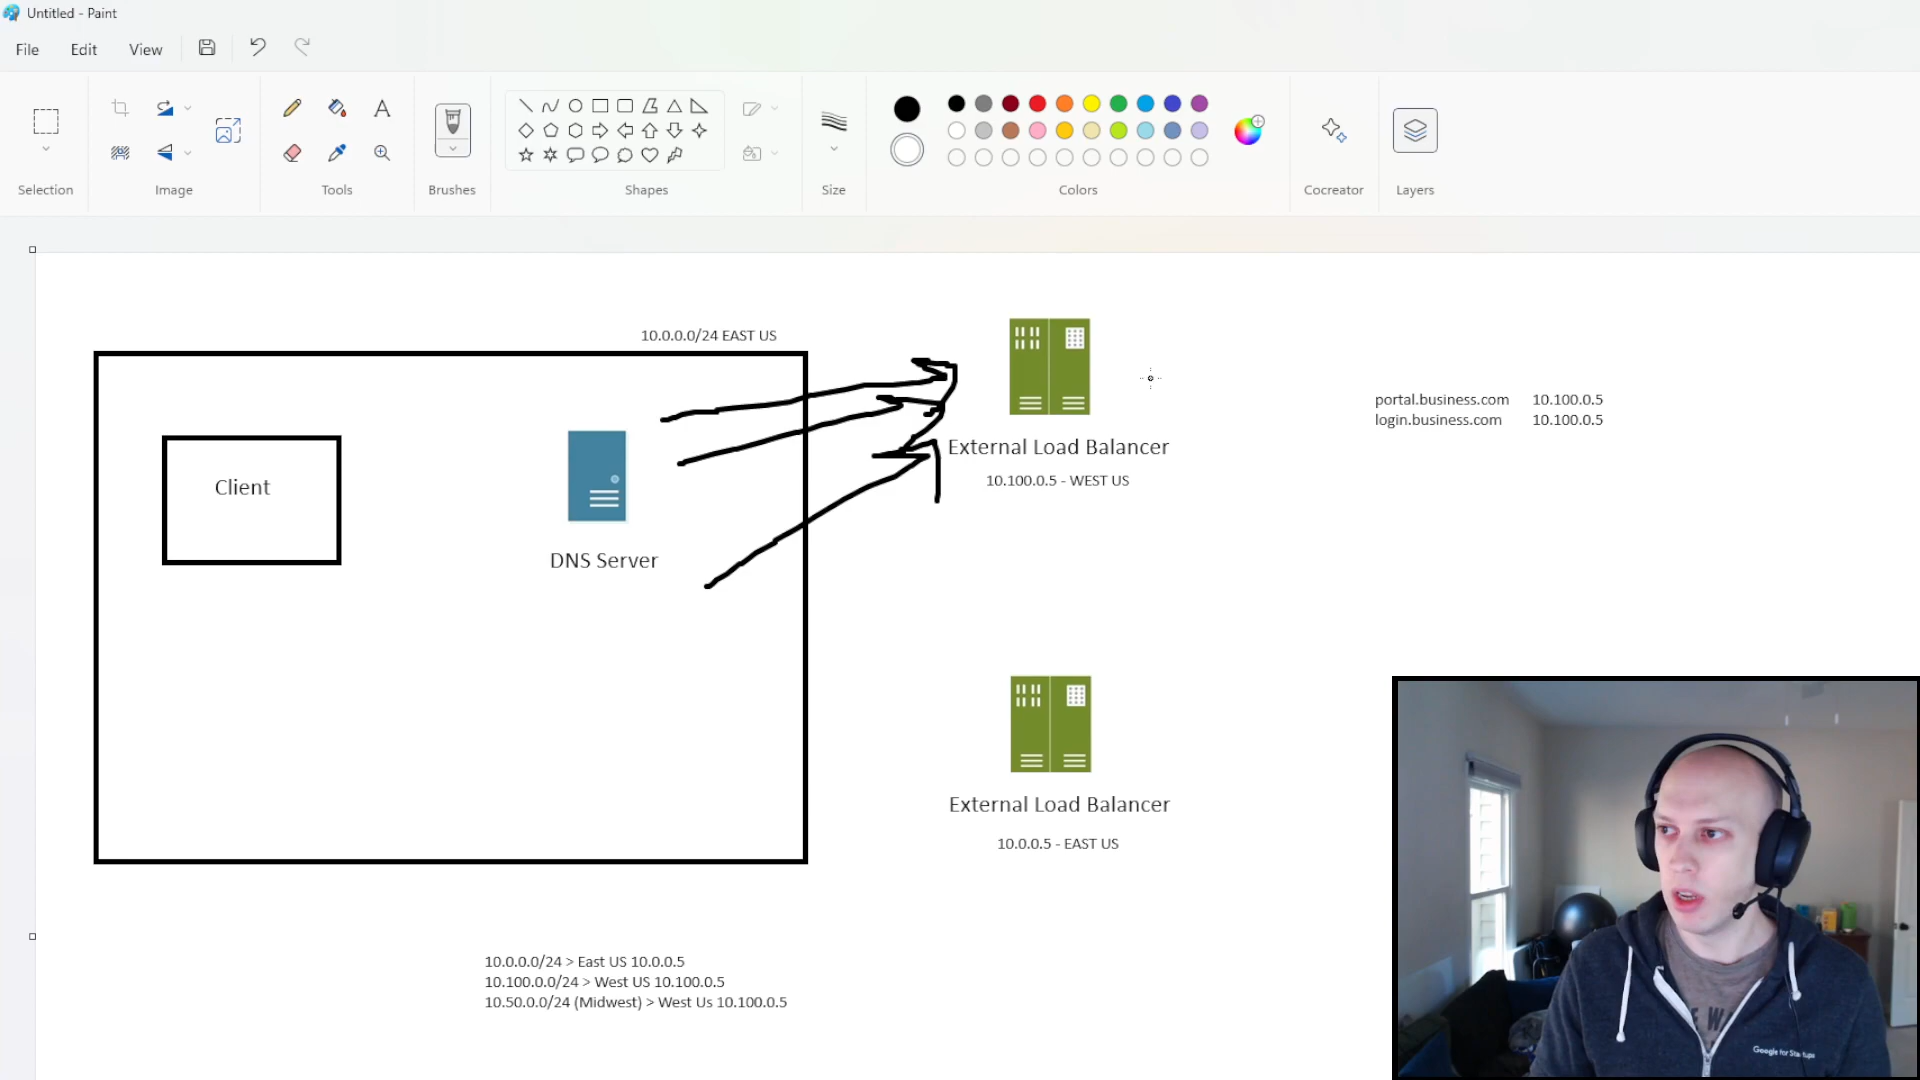 Untitled - Paint
File Edit View
Selection Image Tools Brushes Shapes Size Colors Cocreator Layers
10.0.0.0/24 EAST US
Client
DNS Server
External Load Balancer
10.100.0.5 - WEST US
portal.business.com 10.100.0.5
login.business.com 10.100.0.5
External Load Balancer
10.0.0.5 - EAST US
10.0.0.0/24 > East US 10.0.0.5
10.100.0.0/24 > West US 10.100.0.5
10.50.0.0/24 (Midwest) > West Us 10.100.0.5
Google for Startups